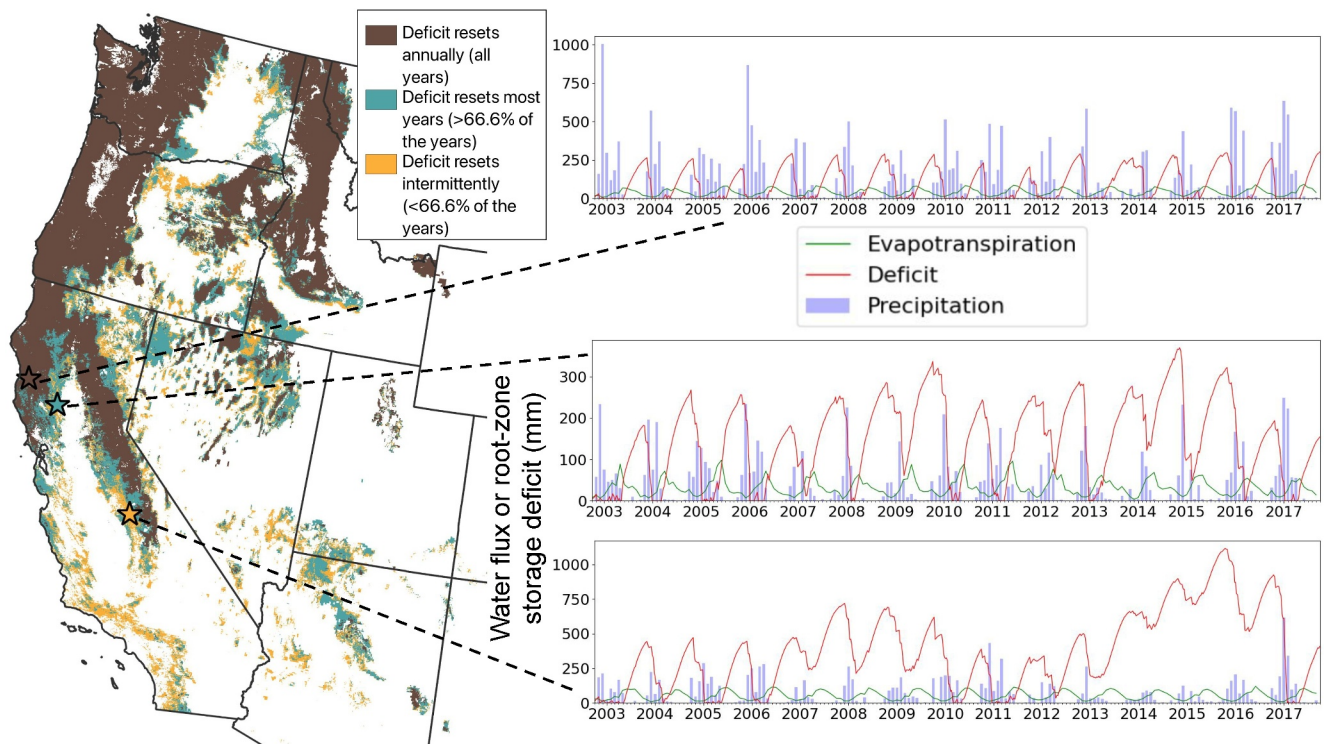 Deficit resets
annually (all
years)
Deficit resets most
years (>66.6% of
the years)
Deficit resets
intermittently
(<66.6% of the
years)
1000
750
500
250
0
2003 2004 2005 2006 2007 2008 2009 2010 2011 2012 2013 2014 2015 2016 2017
Evapotranspiration
Deficit
Precipitation
Water flux or root-zone
storage deficit (mm)
300
200
100
0
2003 2004 2005 2006 2007 2008 2009 2010 2011 2012 2013 2014 2015 2016 2017
1000
750
500
250
0
2003 2004 2005 2006 2007 2008 2009 2010 2011 2012 2013 2014 2015 2016 2017